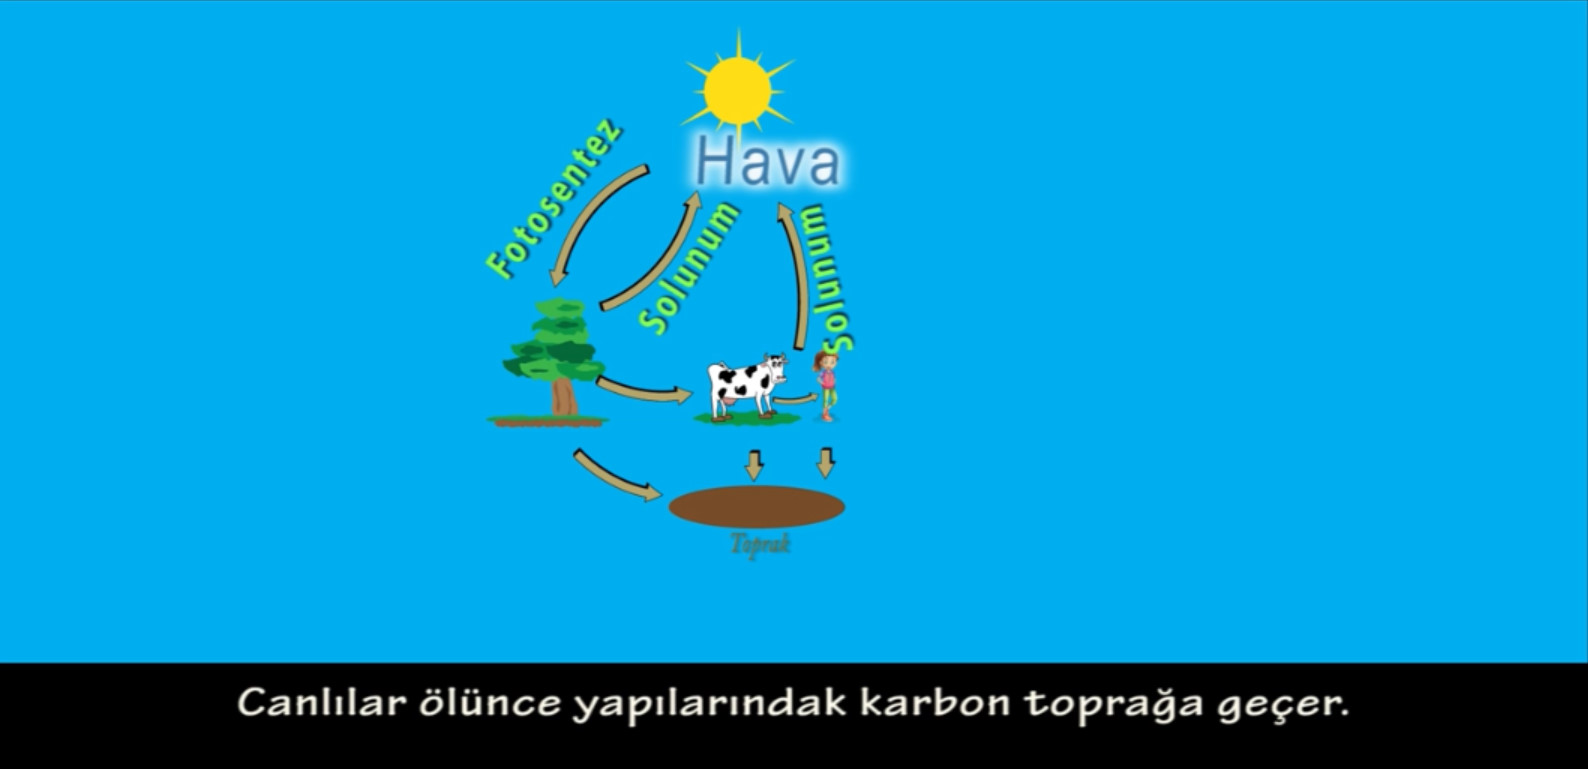 Hava
Fotosentez
Solunum
Solunum
Toprak
Canlılar ölünce yapılarındak karbon toprağa geçer.